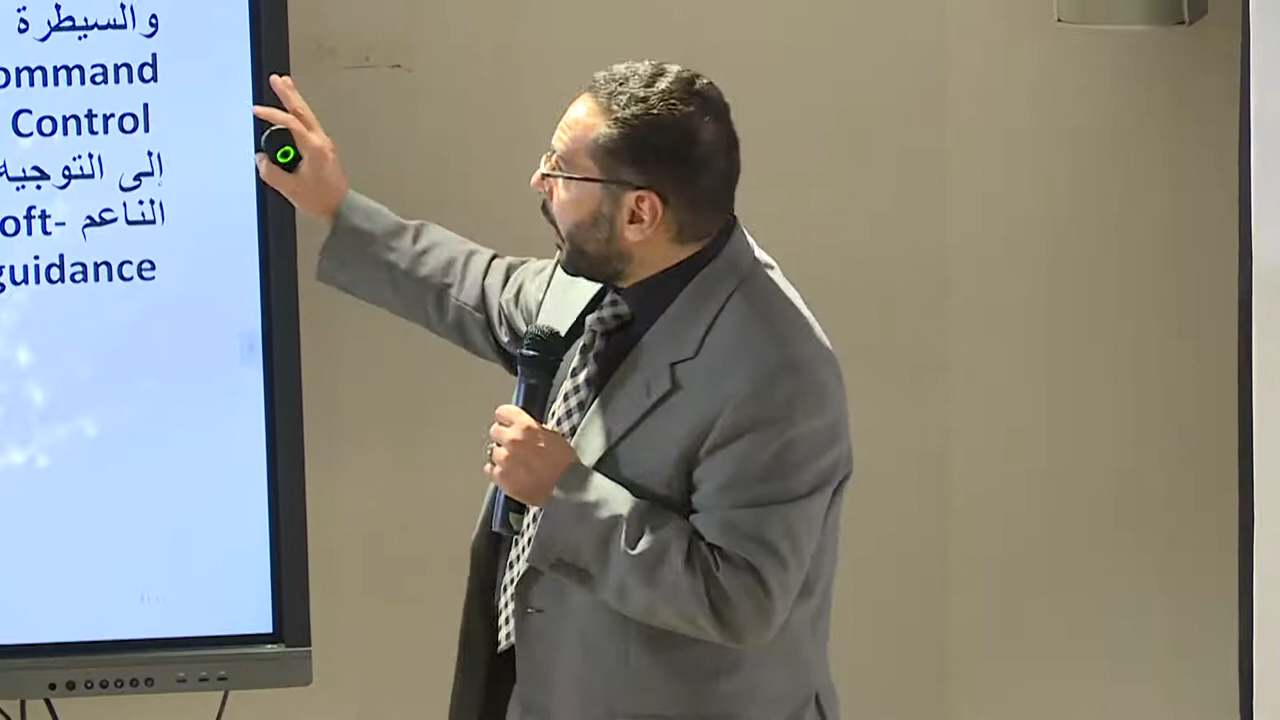 والسيطرة
ommand
Control
إلى التوجيه
الناعم -oft
guidance